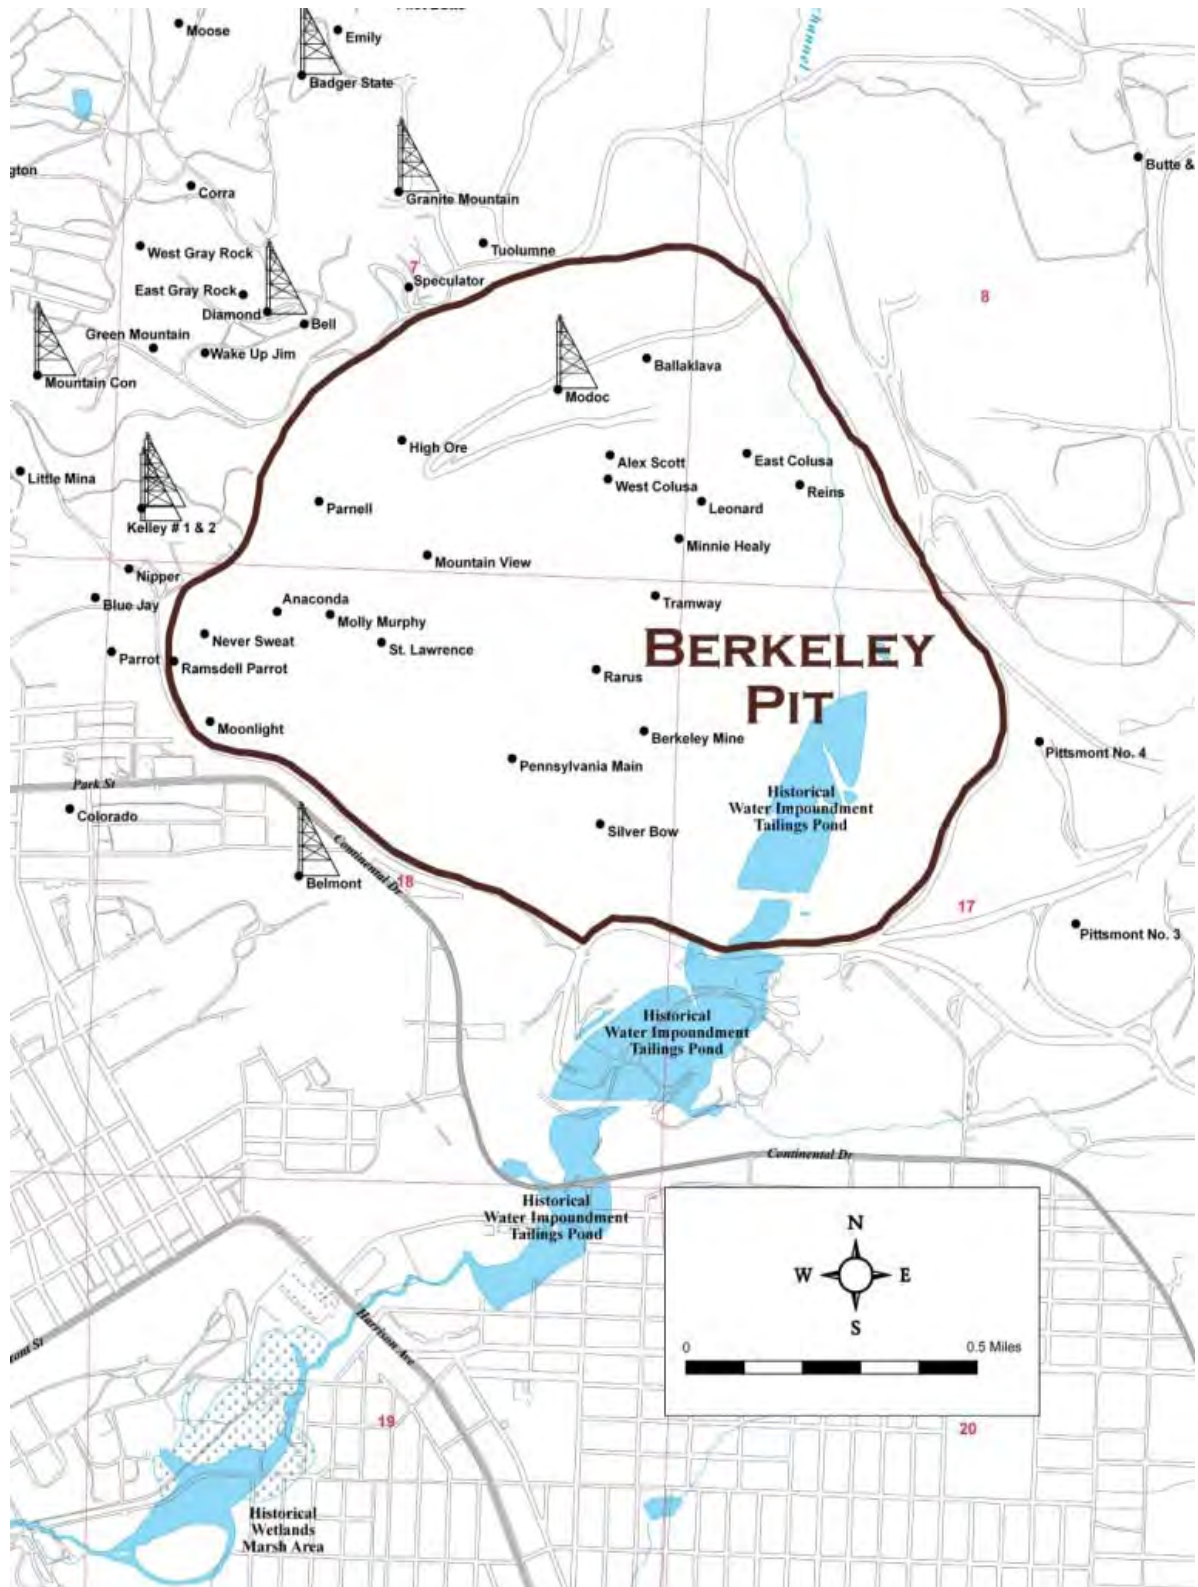 Moose
Emily
Badger State
Channel
Granite Mountain
Butte &
Corra
Tuolumne
West Gray Rock
7
Speculator
East Gray Rock
8
Diamond
Bell
Green Mountain
Wake Up Jim
Mountain Con
Ballaklava
Modoc
High Ore
Alex Scott
East Colusa
Little Mina
West Colusa
Reins
Parnell
Leonard
Kelley # 1 & 2
Minnie Healy
Mountain View
Nipper
Blue Jay
Anaconda
Tramway
Molly Murphy
Never Sweat
St. Lawrence
BERKELEY
PIT
Parrot
Ramsdell Parrot
Rarus
Moonlight
Berkeley Mine
Pittsmont No. 4
Pennsylvania Main
Park St
Historical
Water Impoundment
Tailings Pond
Colorado
Silver Bow
Continental Dr
Belmont
18
17
Pittsmont No. 3
Historical
Water Impoundment
Tailings Pond
Continental Dr
Historical
Water Impoundment
Tailings Pond
N
W E
S
Harrison Ave
0 0.5 Miles
19
20
Historical
Wetlands
Marsh Area